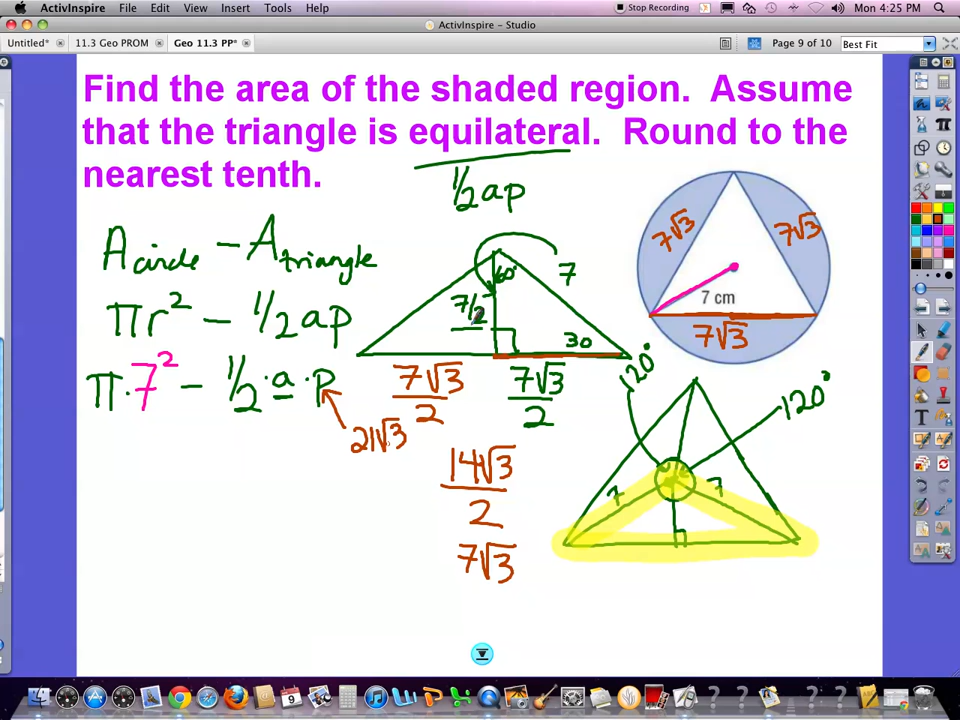 ActivInspire File Edit View Insert Tools Help Stop Recording Mon 4:25 PM
ActivInspire - Studio
Untitled* 11.3 Geo PROM Geo 11.3 PP* Page 9 of 10 Best Fit
Find the area of the shaded region. Assume
that the triangle is equilateral. Round to the
nearest tenth.
1/2 ap
A circle − A triangle
πr² − 1/2 ap
π·7² − 1/2 · a · p
21√3
60°
7
7/2
30
7√3/2
7√3/2
14√3
2
7√3
7√3
7√3
7 cm
7√3
120°
120°
7
7